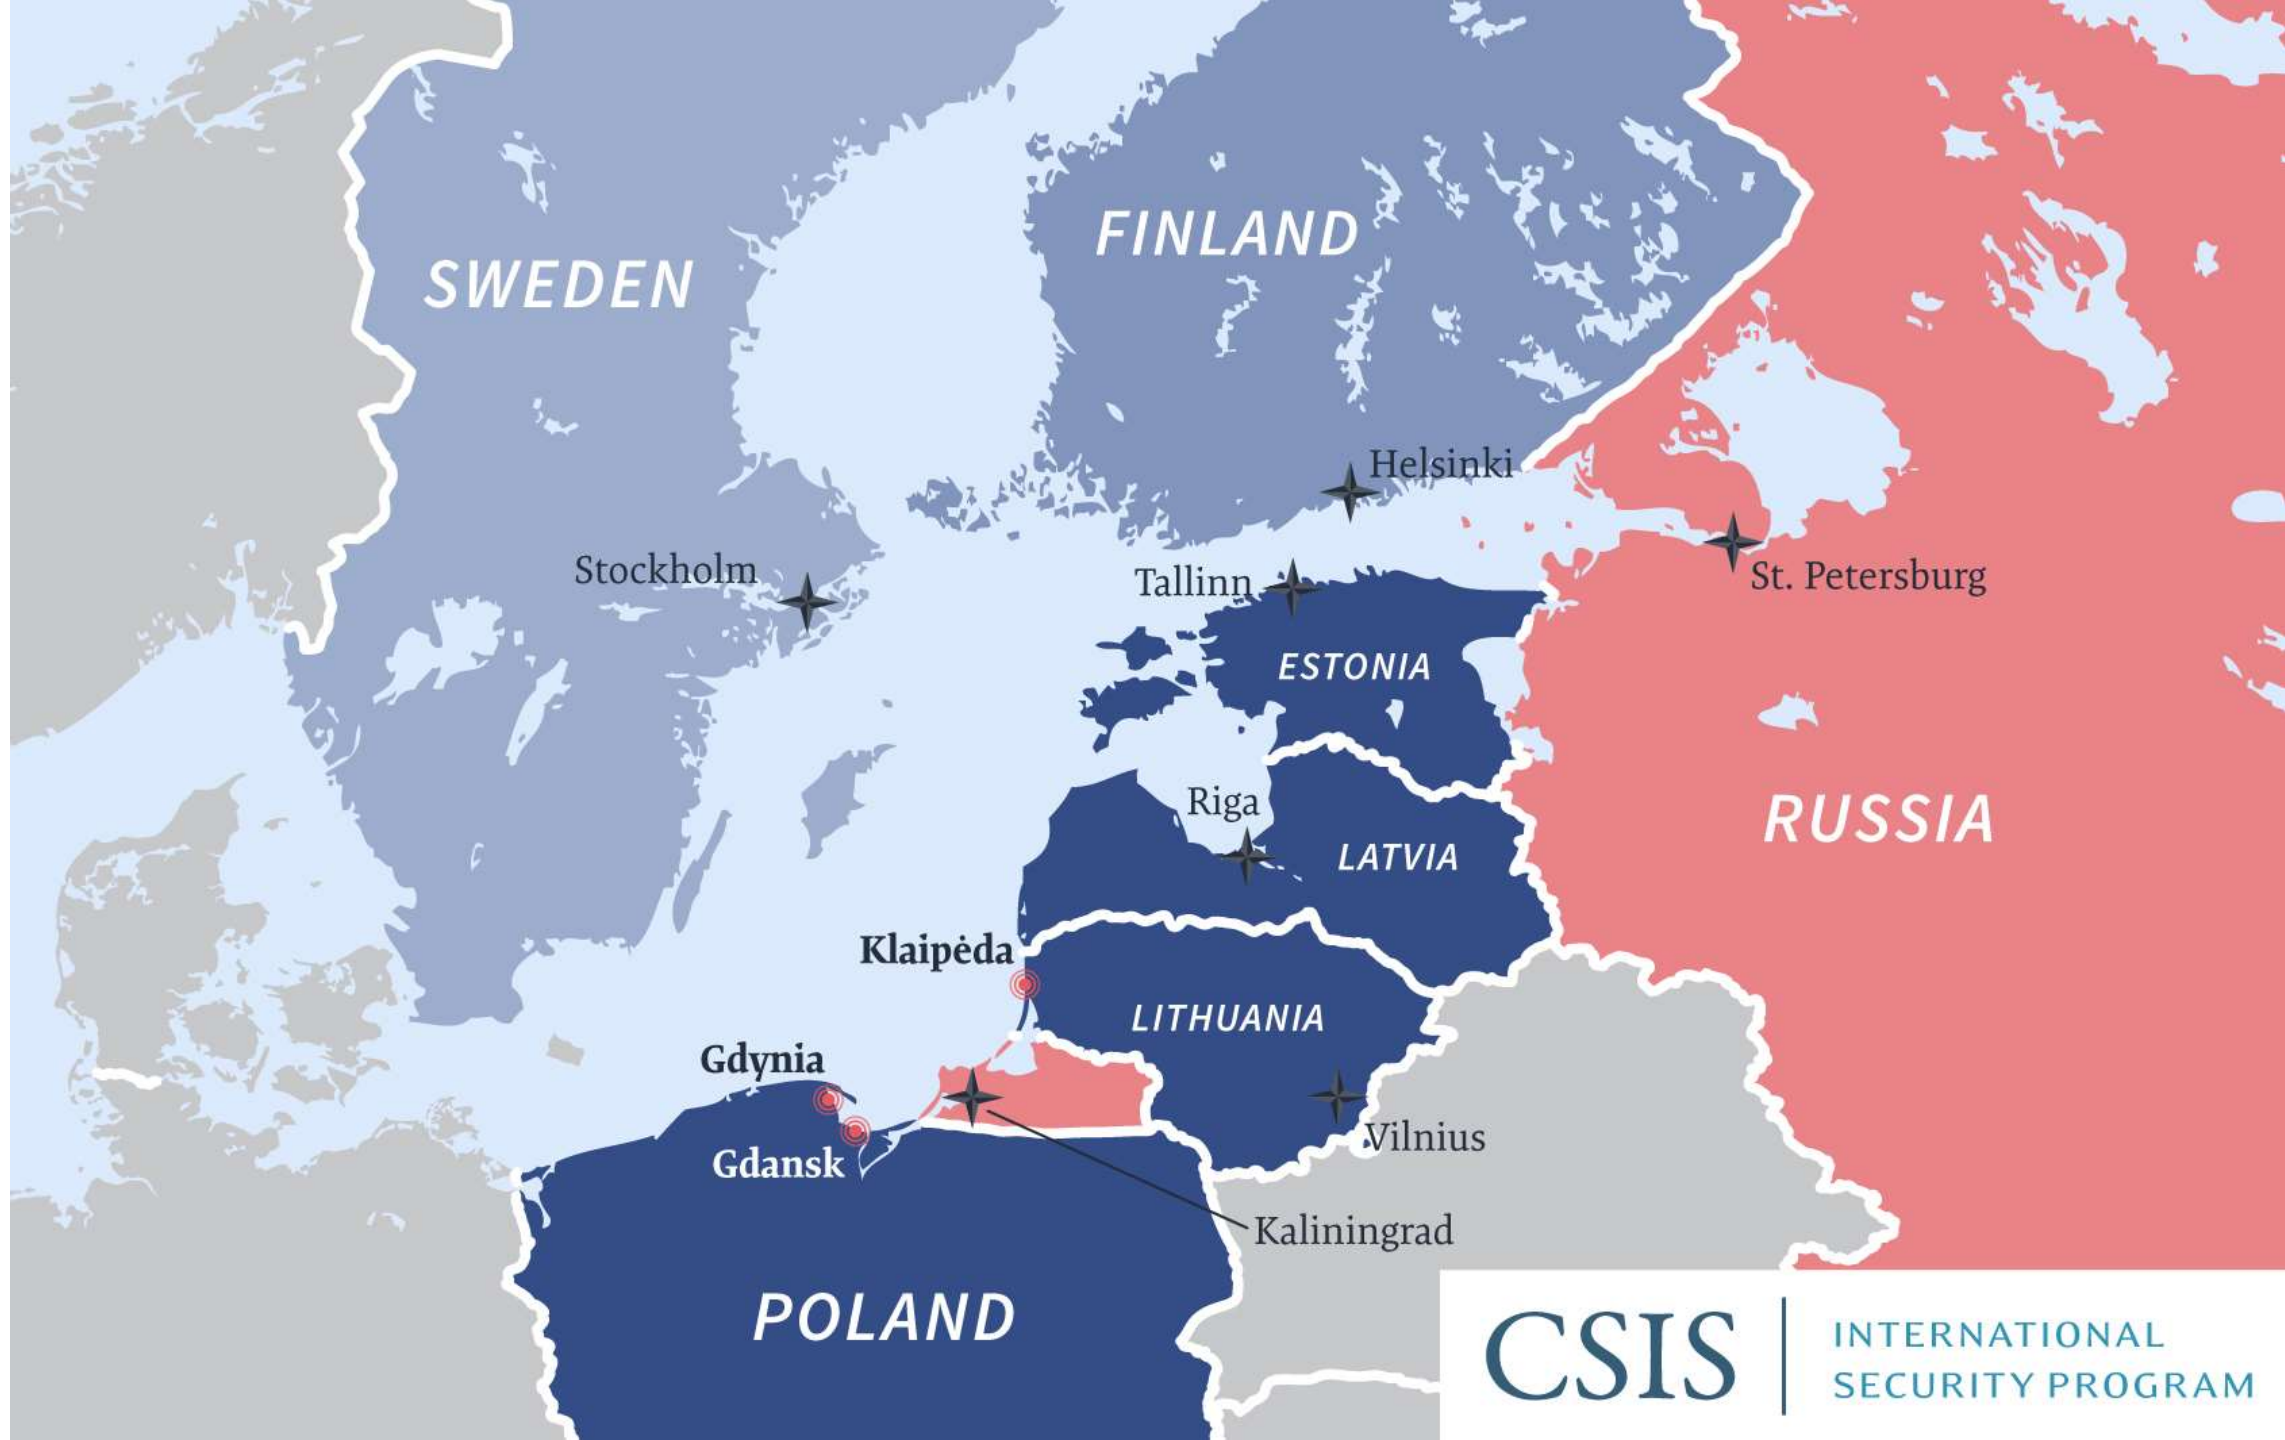 FINLAND
SWEDEN
Helsinki
Stockholm
Tallinn
St. Petersburg
ESTONIA
Riga
RUSSIA
LATVIA
Klaipėda
LITHUANIA
Gdynia
Vilnius
Gdansk
Kaliningrad
POLAND
CSIS
INTERNATIONAL
SECURITY PROGRAM